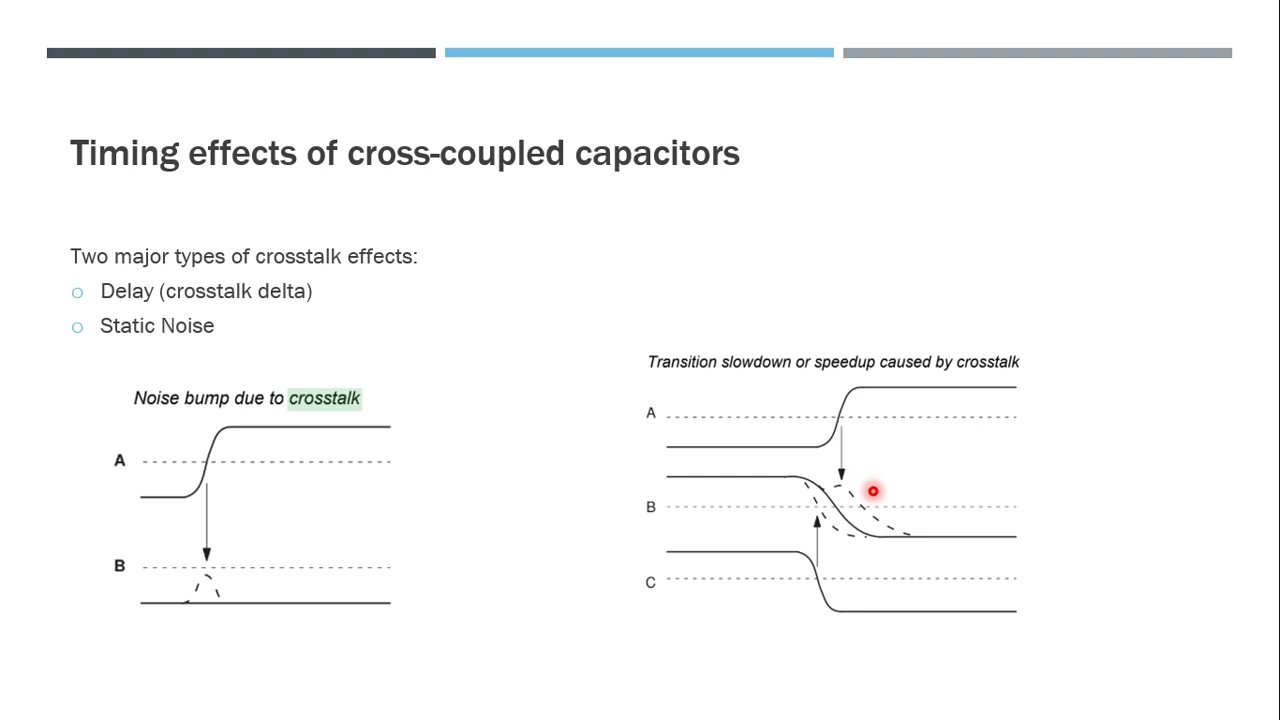 Timing effects of cross-coupled capacitors
Two major types of crosstalk effects:
o Delay (crosstalk delta)
o Static Noise
Noise bump due to crosstalk
A
B
Transition slowdown or speedup caused by crosstalk
A
B
C